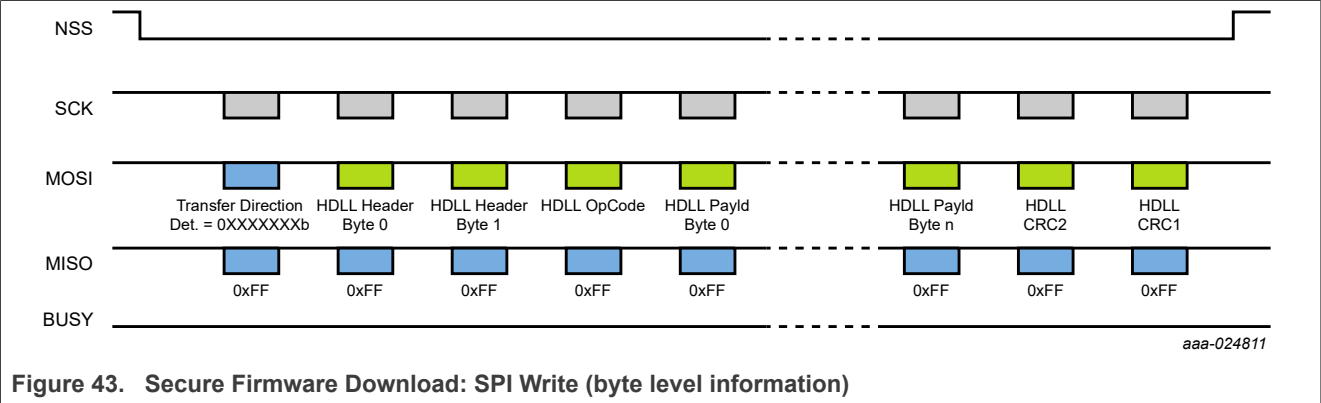 NSS
SCK
MOSI
Transfer Direction HDLL Header HDLL Header HDLL OpCode HDLL Payld HDLL Payld HDLL HDLL
Det. = 0XXXXXXXb Byte 0 Byte 1 Byte 0 Byte n CRC2 CRC1
MISO
0xFF 0xFF 0xFF 0xFF 0xFF 0xFF 0xFF 0xFF
BUSY
aaa-024811
Figure 43. Secure Firmware Download: SPI Write (byte level information)